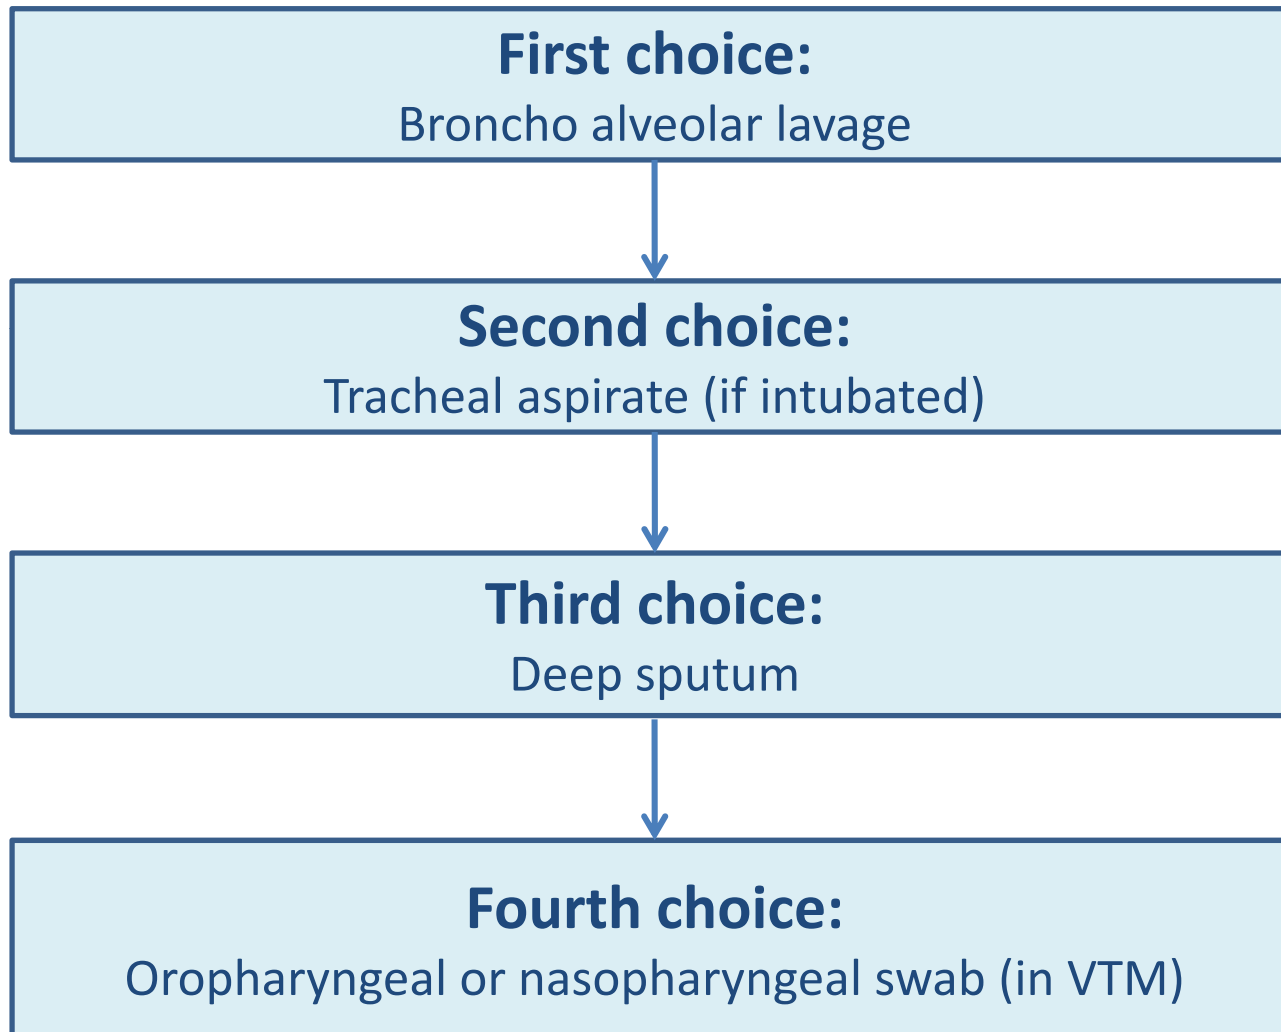 First choice:
Broncho alveolar lavage
Second choice:
Tracheal aspirate (if intubated)
Third choice:
Deep sputum
Fourth choice:
Oropharyngeal or nasopharyngeal swab (in VTM)